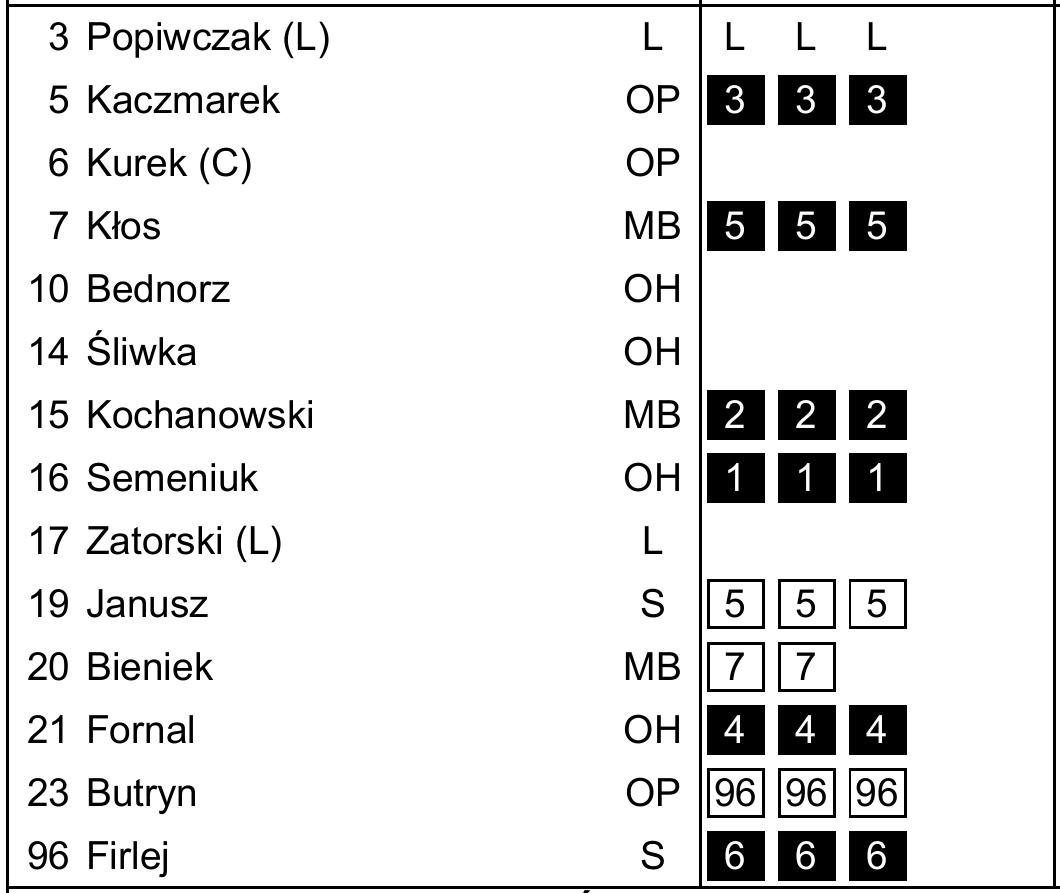 3 Popiwczak (L) L L L L
5 Kaczmarek OP 3 3 3
6 Kurek (C) OP
7 Kłos MB 5 5 5
10 Bednorz OH
14 Śliwka OH
15 Kochanowski MB 2 2 2
16 Semeniuk OH 1 1 1
17 Zatorski (L) L
19 Janusz S 5 5 5
20 Bieniek MB 7 7
21 Fornal OH 4 4 4
23 Butryn OP 96 96 96
96 Firlej S 6 6 6